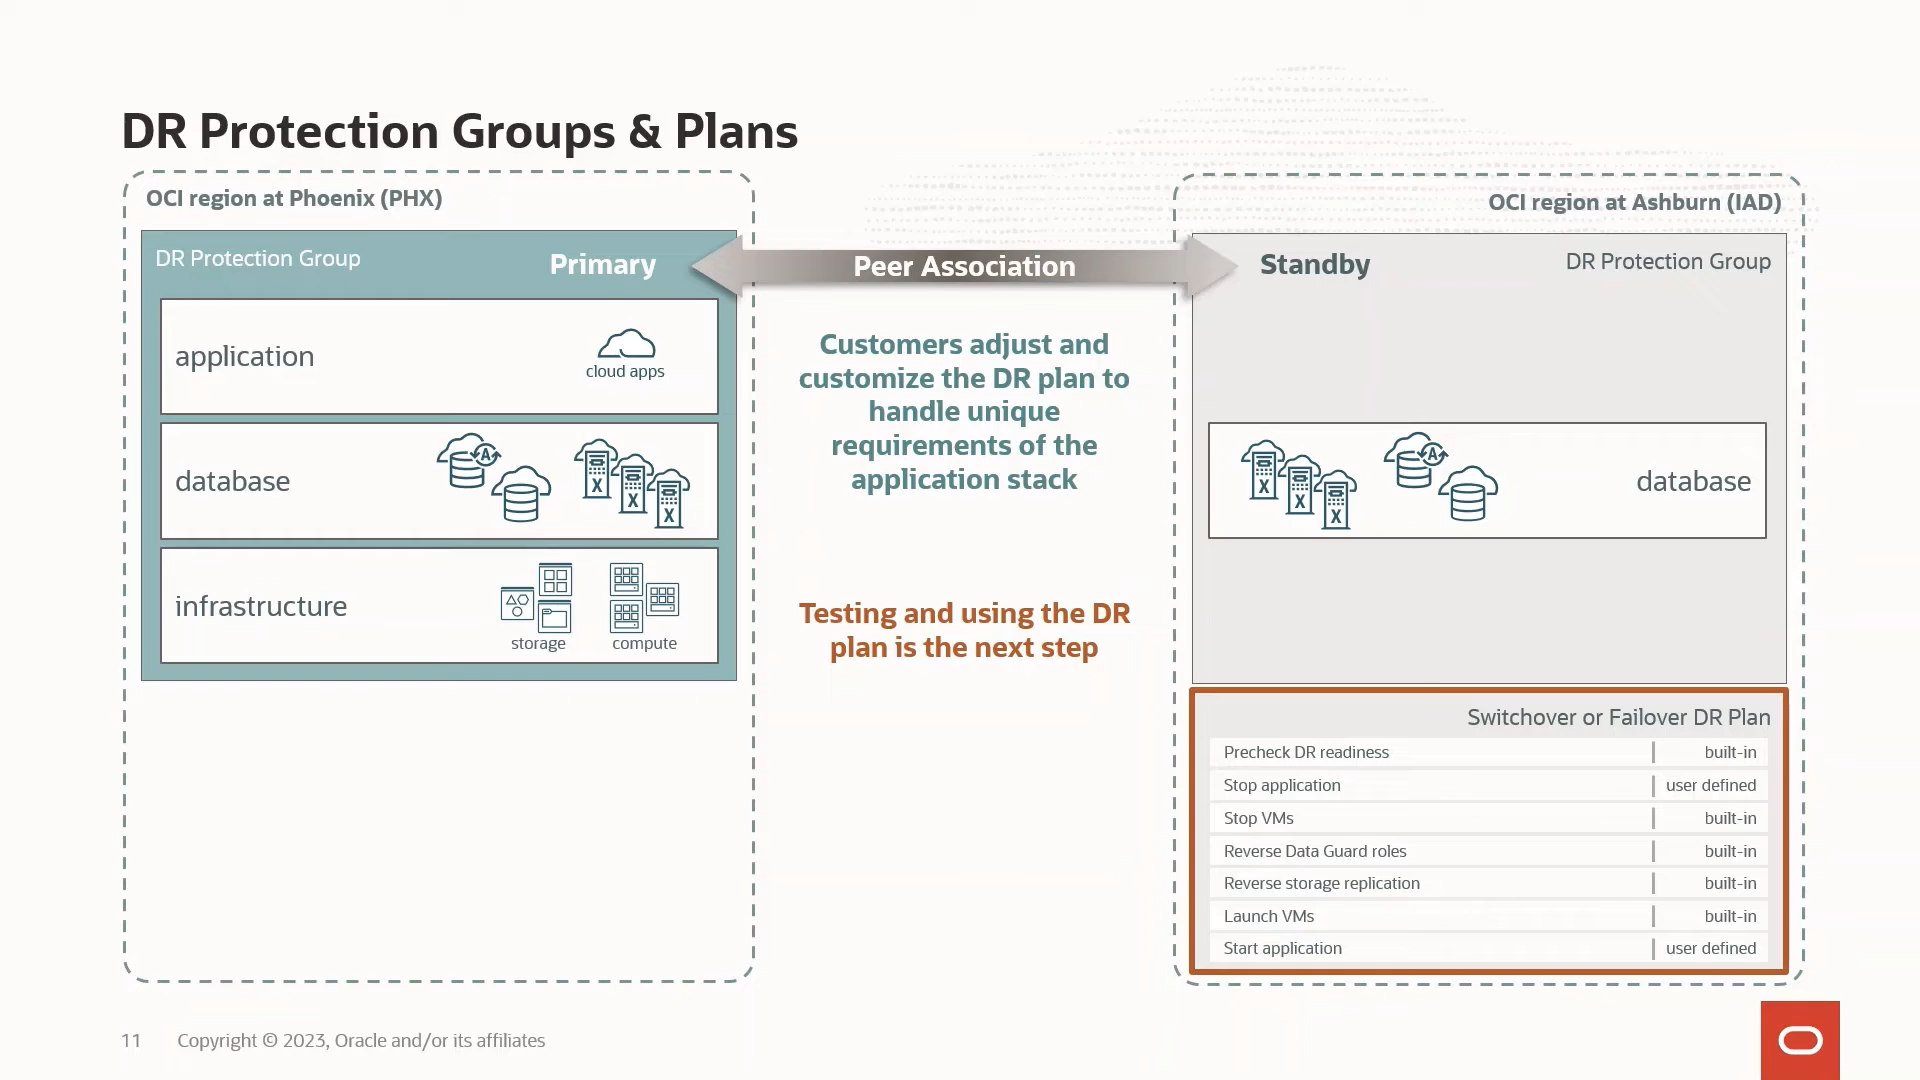 DR Protection Groups & Plans
OCI region at Phoenix (PHX)
DR Protection Group
Primary
application
cloud apps
database
A
X
X
X
infrastructure
storage
compute
Peer Association
Customers adjust and
customize the DR plan to
handle unique
requirements of the
application stack
Testing and using the DR
plan is the next step
OCI region at Ashburn (IAD)
Standby
DR Protection Group
X
X
X
A
database
Switchover or Failover DR Plan
Precheck DR readiness built-in
Stop application user defined
Stop VMs built-in
Reverse Data Guard roles built-in
Reverse storage replication built-in
Launch VMs built-in
Start application user defined
11 Copyright © 2023, Oracle and/or its affiliates